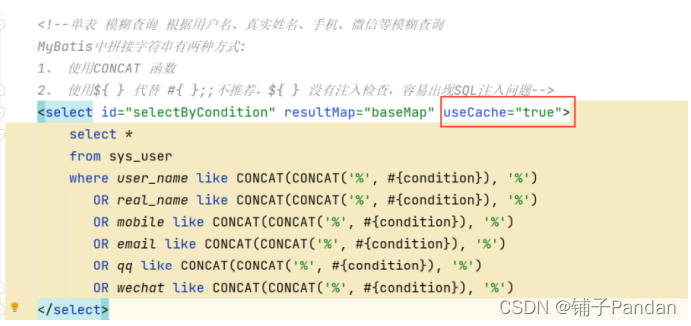 <!--单表 模糊查询 根据用户名、真实姓名、手机、微信等模糊查询
MyBatis中拼接字符串有两种方式:
1、 使用CONCAT 函数
2、 使用${ } 代替 #{ };;不推荐，${ } 没有注入检查，容易出现SQL注入问题-->
<select id="selectByCondition" resultMap="baseMap" useCache="true">
select *
from sys_user
where user_name like CONCAT(CONCAT('%', #{condition}), '%')
OR real_name like CONCAT(CONCAT('%', #{condition}), '%')
OR mobile like CONCAT(CONCAT('%', #{condition}), '%')
OR email like CONCAT(CONCAT('%', #{condition}), '%')
OR qq like CONCAT(CONCAT('%', #{condition}), '%')
OR wechat like CONCAT(CONCAT('%', #{condition}), '%')
</select>
CSDN @铺子Pandan